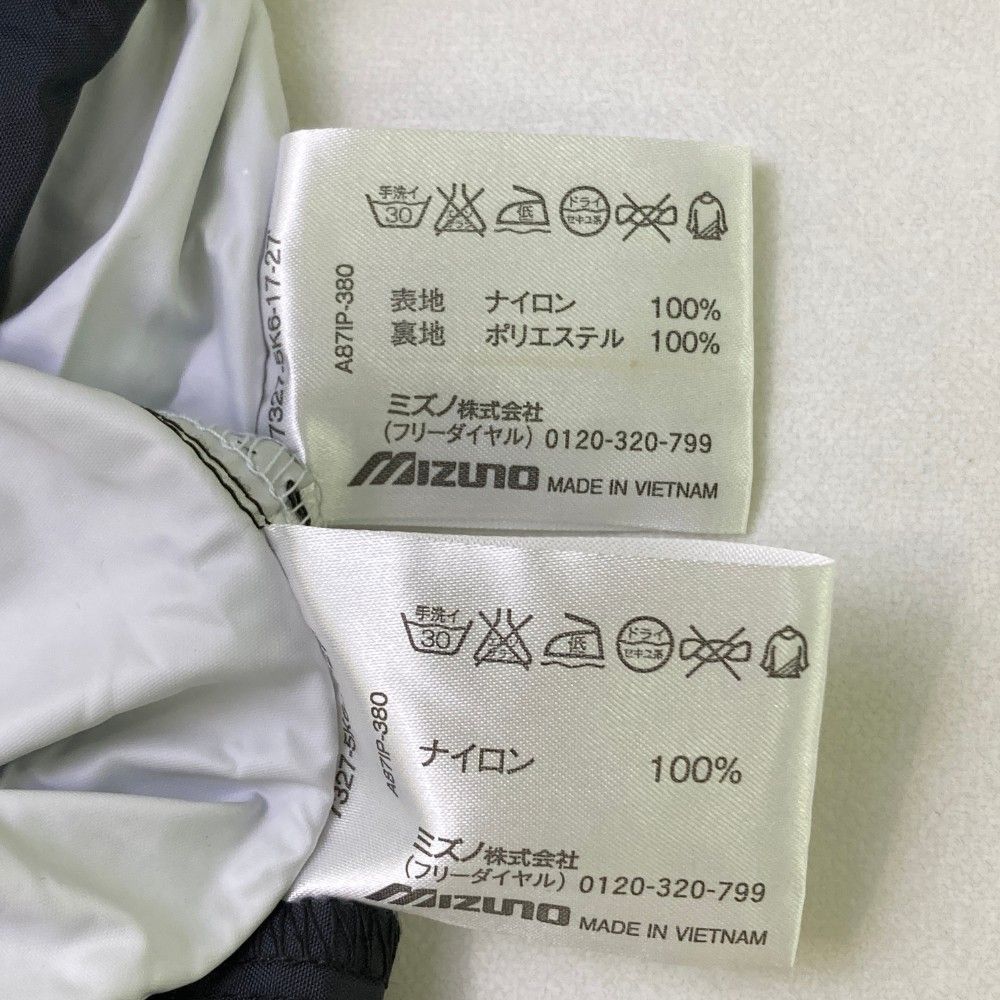 手洗イ
30
低
ドライ
セキユ系
7327-5K6-17-27
A87IP-380
表地 ナイロン 100%
裏地 ポリエステル 100%
ミズノ株式会社
(フリーダイヤル) 0120-320-799
MIZUNO MADE IN VIETNAM
手洗イ
30
低
ドライ
セキユ系
A87IP-380
ナイロン 100%
ミズノ株式会社
(フリーダイヤル) 0120-320-799
MIZUNO MADE IN VIETNAM